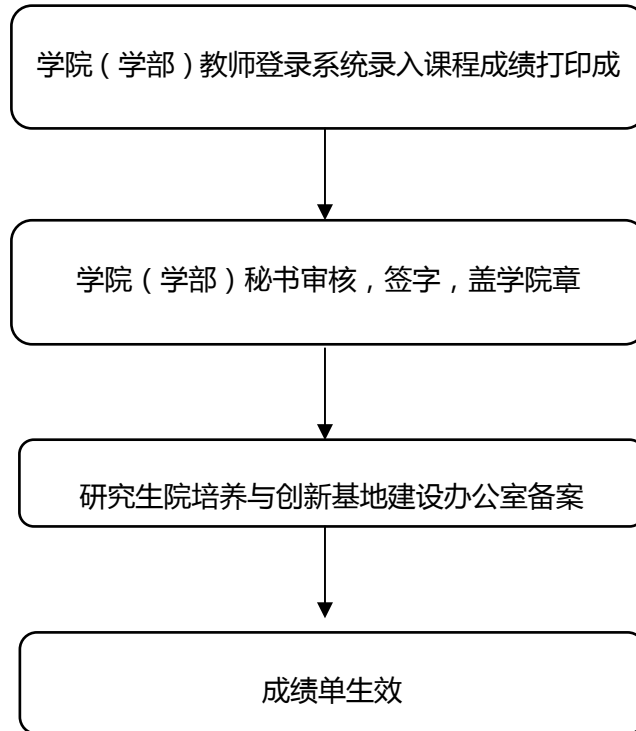 学院（学部）教师登录系统录入课程成绩打印成
学院（学部）秘书审核，签字，盖学院章
研究生院培养与创新基地建设办公室备案
成绩单生效